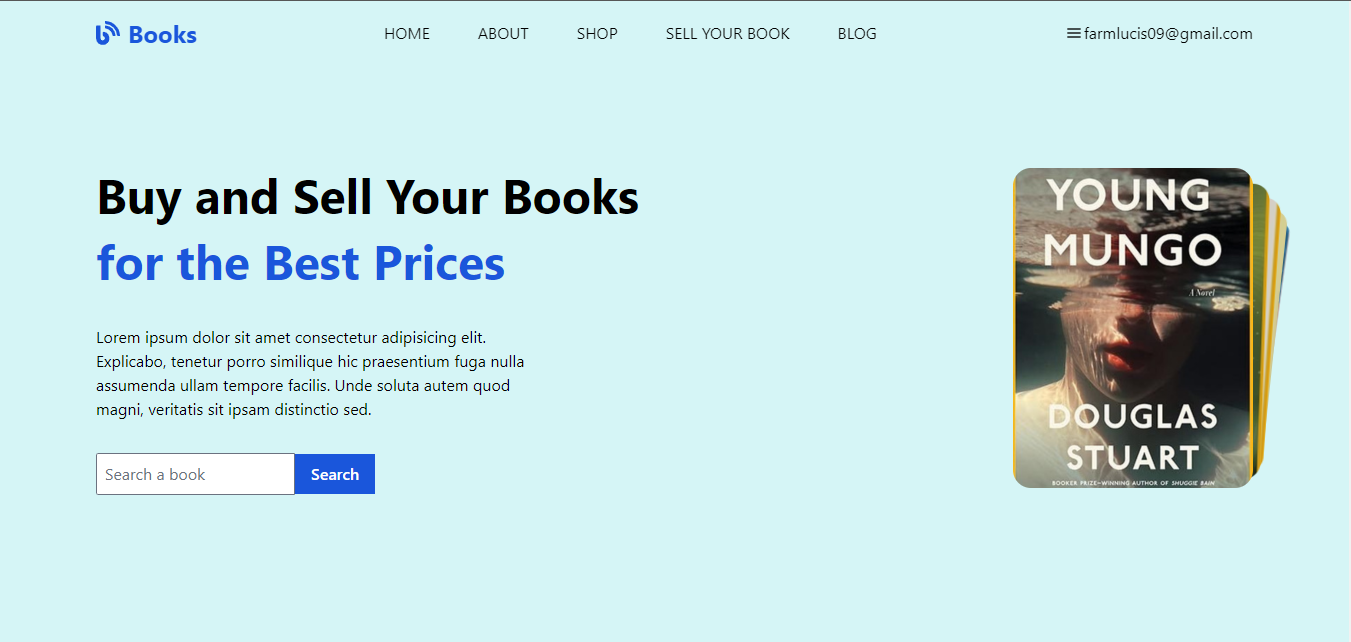 Books
HOME
ABOUT
SHOP
SELL YOUR BOOK
BLOG
farmlucis09@gmail.com
Buy and Sell Your Books
for the Best Prices
Lorem ipsum dolor sit amet consectetur adipisicing elit.
Explicabo, tenetur porro similique hic praesentium fuga nulla
assumenda ullam tempore facilis. Unde soluta autem quod
magni, veritatis sit ipsam distinctio sed.
Search a book
Search
YOUNG
MUNGO
A Novel
DOUGLAS
STUART
BOOKER PRIZE–WINNING AUTHOR OF SHUGGIE BAIN